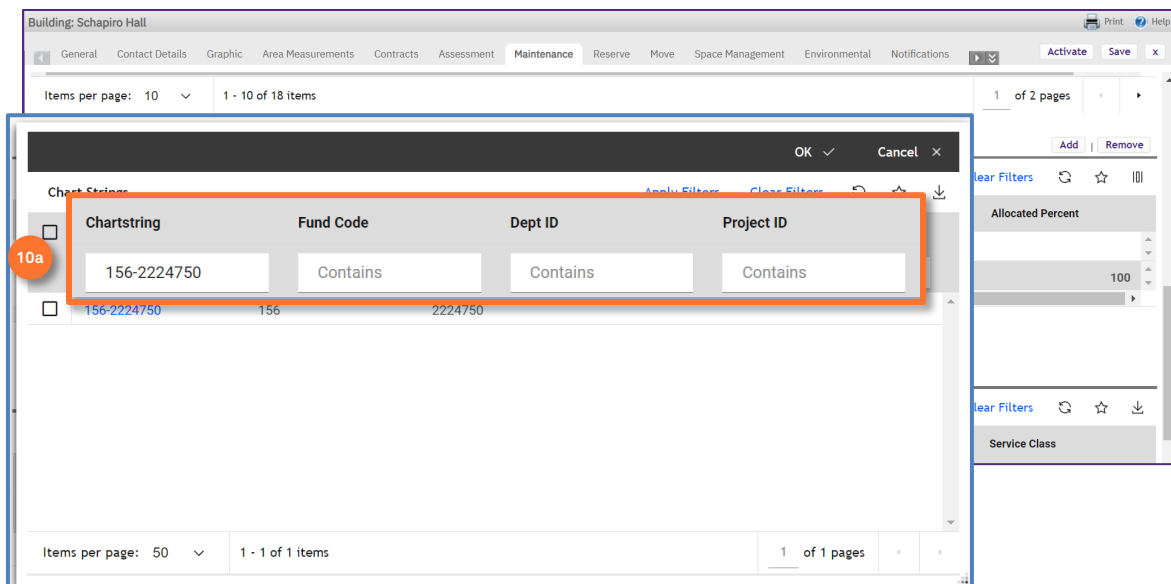 Building: Schapiro Hall
Print Help
General Contact Details Graphic Area Measurements Contracts Assessment Maintenance Reserve Move Space Management Environmental Notifications Activate Save x
Items per page: 10 1 - 10 of 18 items 1 of 2 pages
Add | Remove
OK Cancel
Chart Strings Apply Filters Clear Filters
lear Filters
Allocated Percent
Chartstring Fund Code Dept ID Project ID
10a
156-2224750 Contains Contains Contains
100
156-2224750 156 2224750
lear Filters
Service Class
Items per page: 50 1 - 1 of 1 items 1 of 1 pages